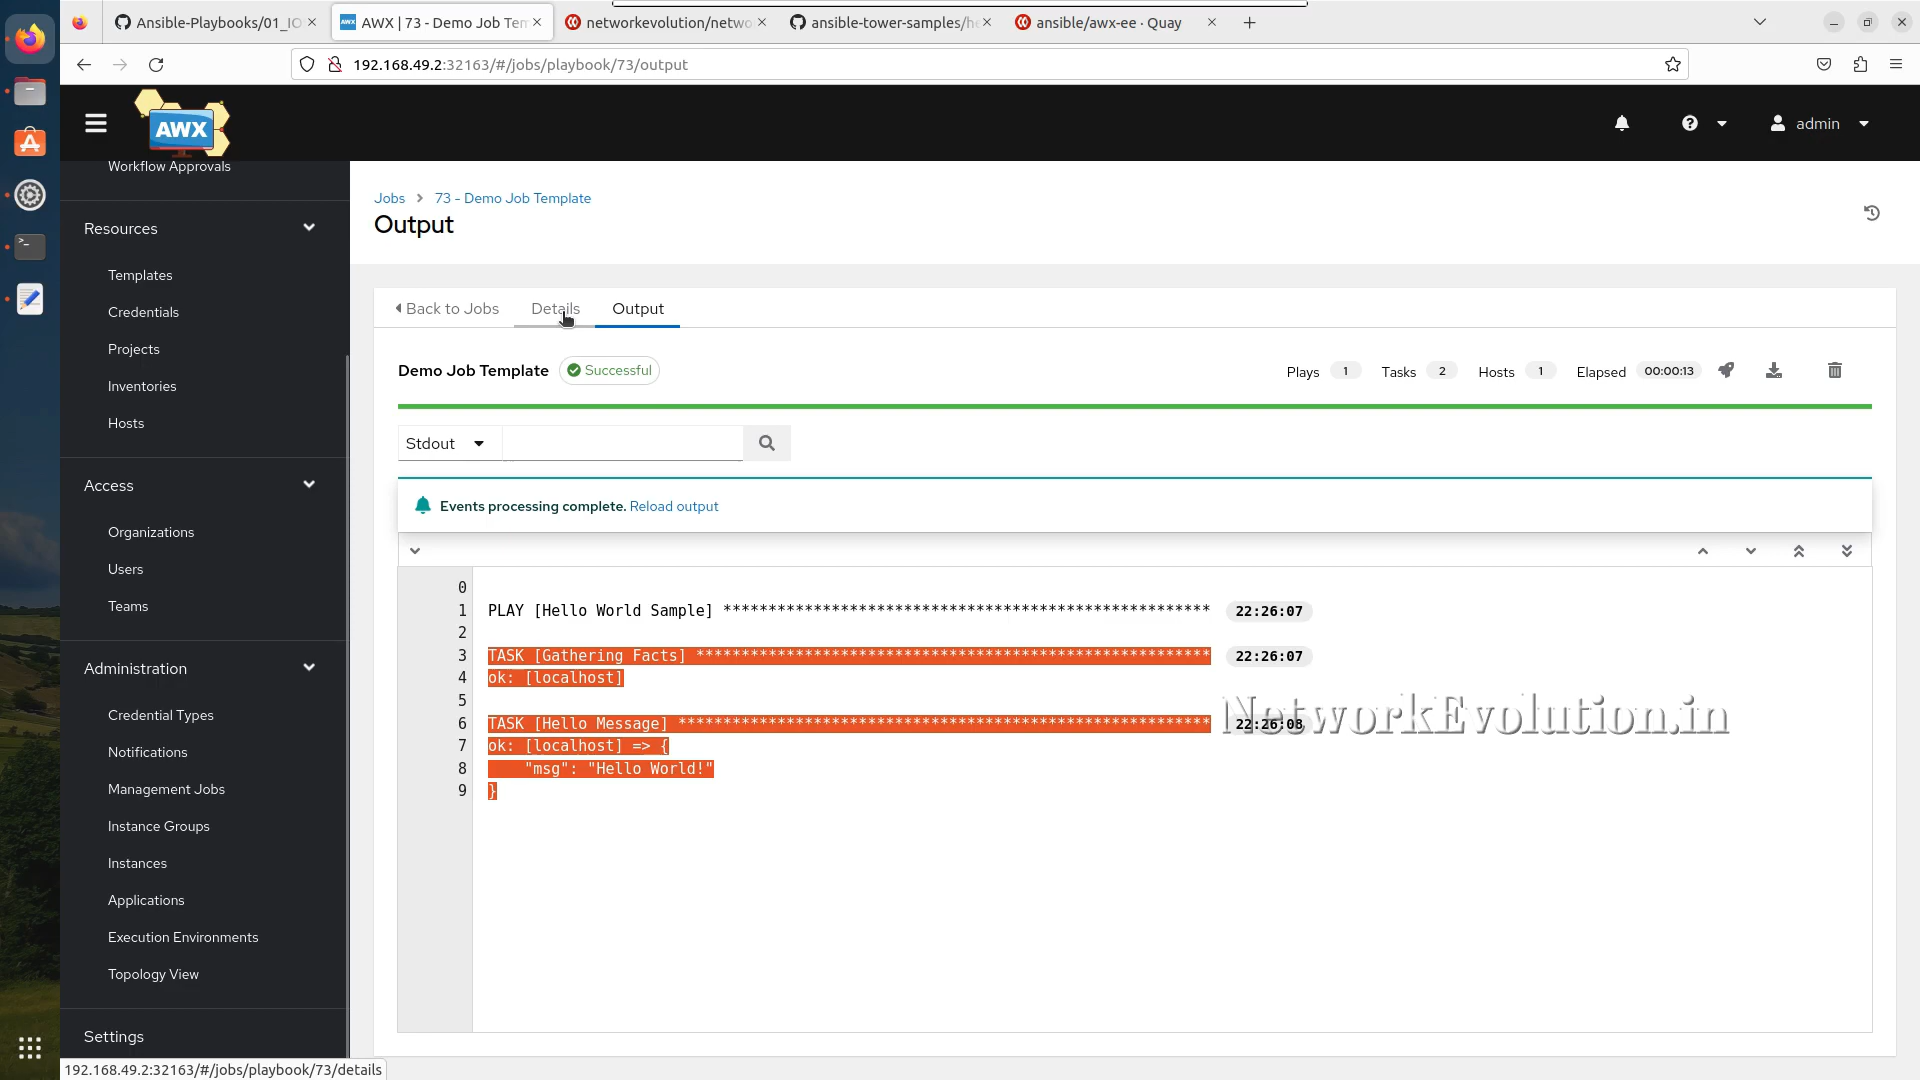 Ansible-Playbooks/01_IO
AWX | 73 - Demo Job Tem
networkevolution/netwo
ansible-tower-samples/he
ansible/awx-ee · Quay
192.168.49.2:32163/#/jobs/playbook/73/output
AWX
admin
Workflow Approvals
Resources
Templates
Credentials
Projects
Inventories
Hosts
Access
Organizations
Users
Teams
Administration
Credential Types
Notifications
Management Jobs
Instance Groups
Instances
Applications
Execution Environments
Topology View
Settings
192.168.49.2:32163/#/jobs/playbook/73/details
Jobs > 73 - Demo Job Template
Output
Back to Jobs Details Output
Demo Job Template Successful Plays 1 Tasks 2 Hosts 1 Elapsed 00:00:13
Stdout
Events processing complete. Reload output
0
1 PLAY [Hello World Sample] ****************************************************** 22:26:07
2
3 TASK [Gathering Facts] ********************************************************* 22:26:07
4 ok: [localhost]
5
6 TASK [Hello Message] *********************************************************** 22:26:08
7 ok: [localhost] => {
8 "msg": "Hello World!"
9 }
NetworkEvolution.in